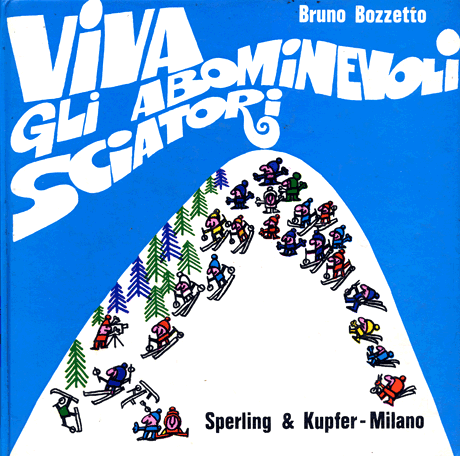 Bruno Bozzetto
VIVA
GLI ABOMINEVOLI
SCIATORI
Sperling & Kupfer-Milano